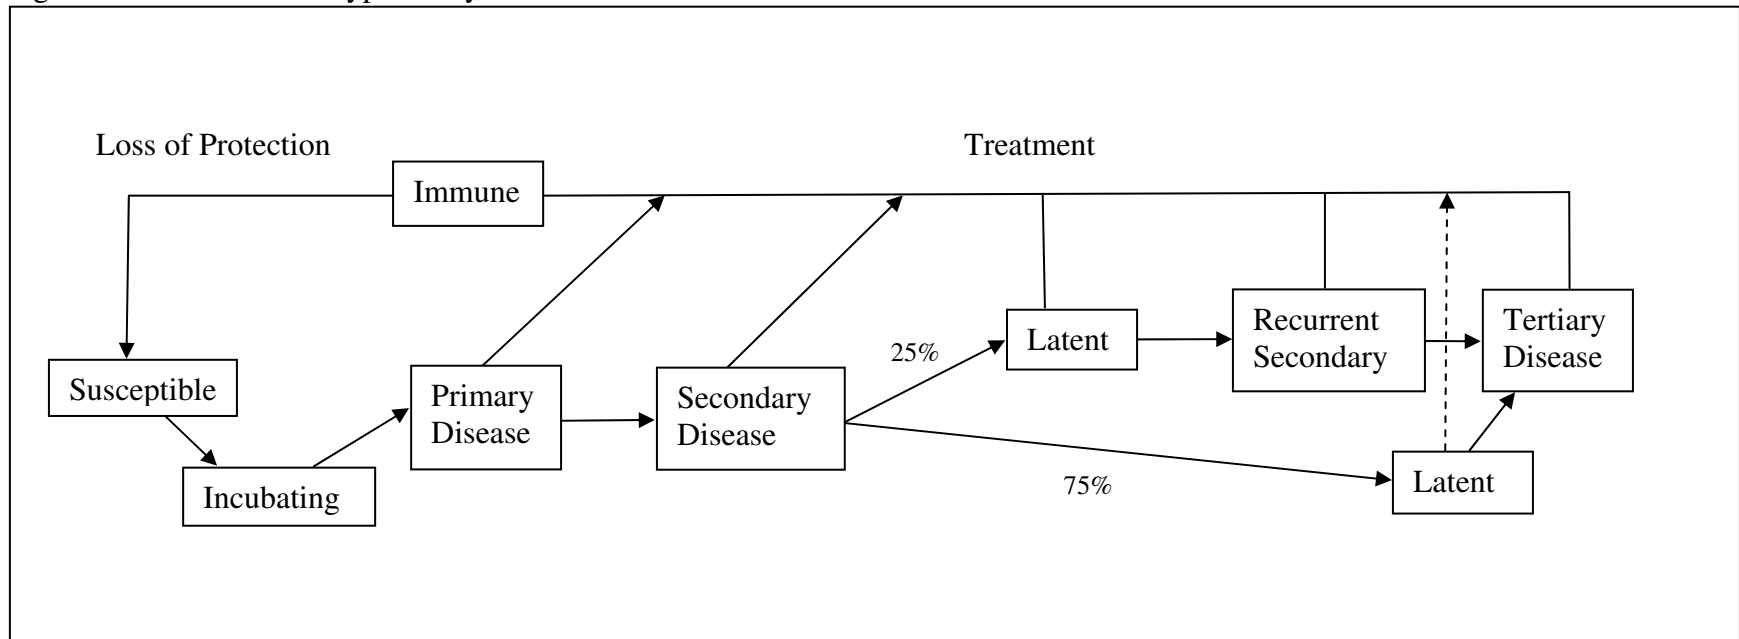 Loss of Protection
Treatment
Immune
Susceptible
Incubating
Primary
Disease
Secondary
Disease
25%
75%
Latent
Recurrent
Secondary
Tertiary
Disease
Latent